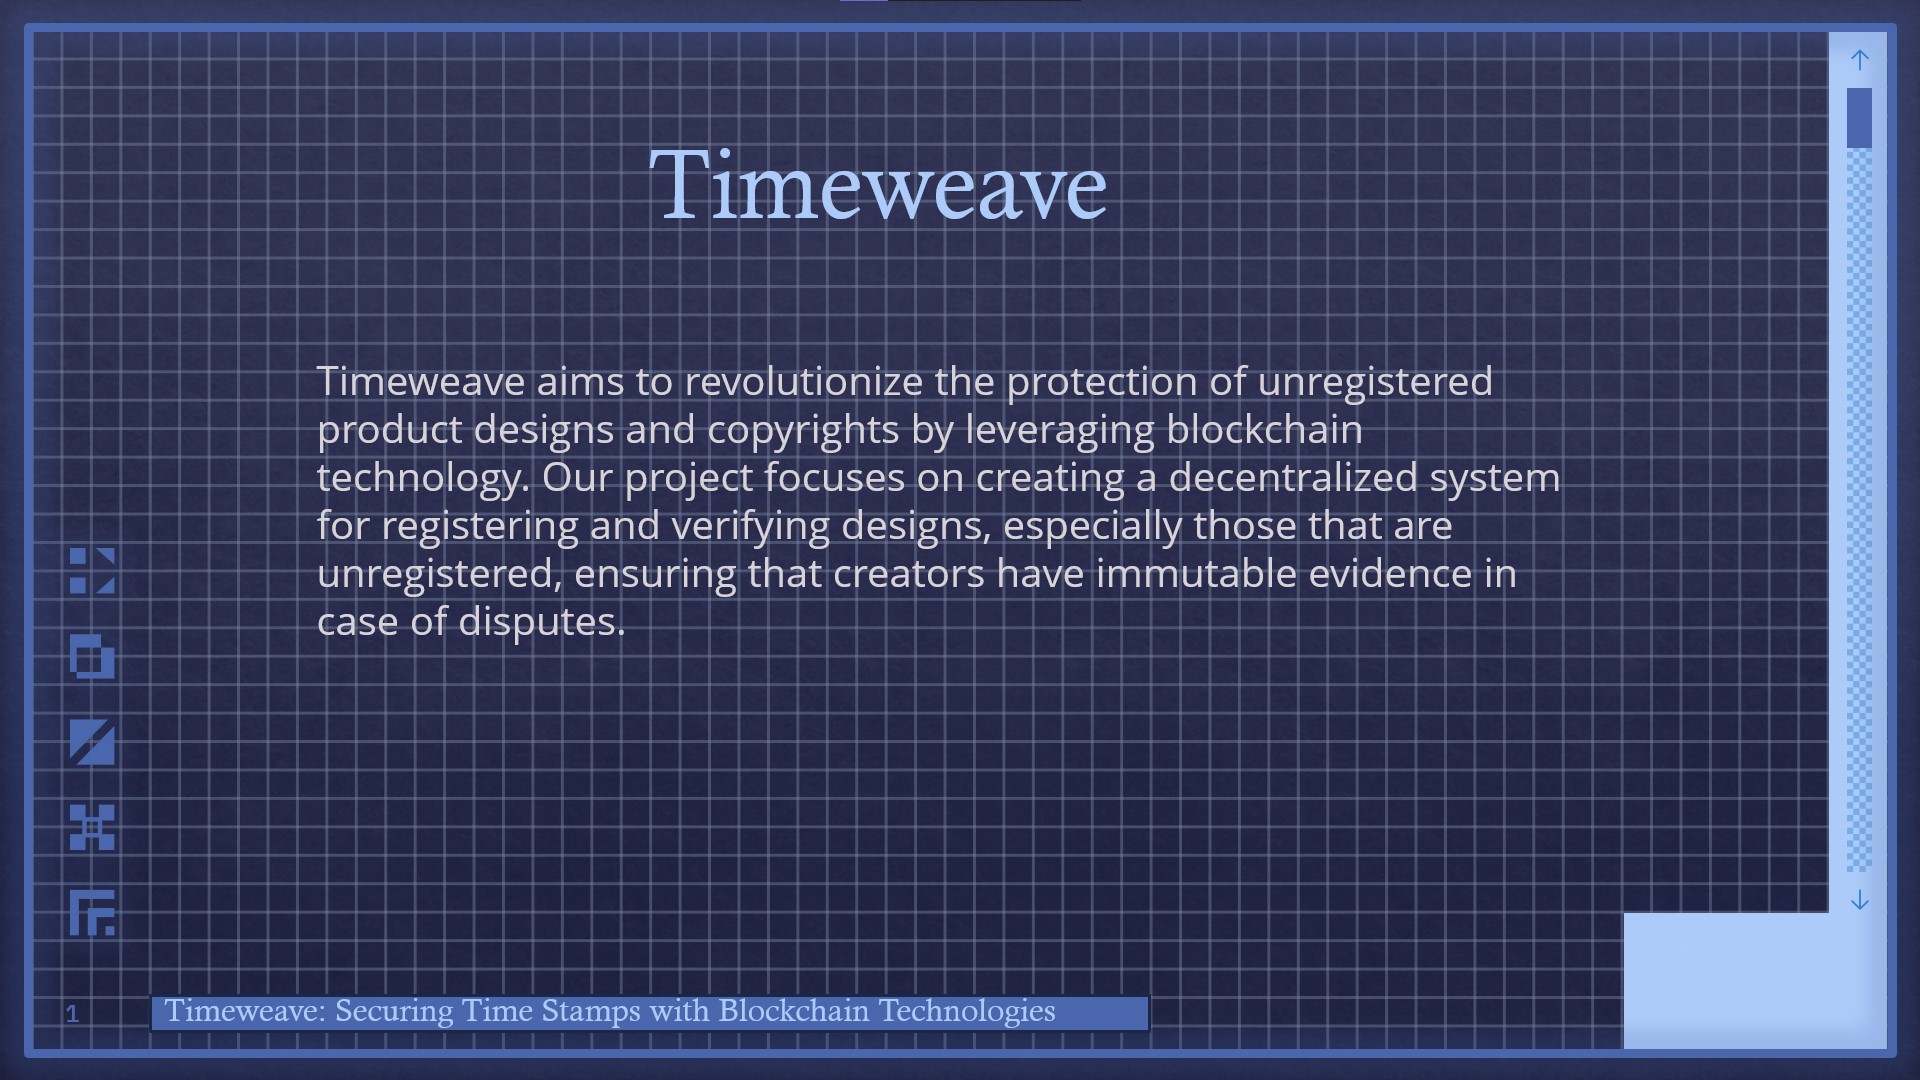 Timeweave
Timeweave aims to revolutionize the protection of unregistered
product designs and copyrights by leveraging blockchain
technology. Our project focuses on creating a decentralized system
for registering and verifying designs, especially those that are
unregistered, ensuring that creators have immutable evidence in
case of disputes.
1
Timeweave: Securing Time Stamps with Blockchain Technologies